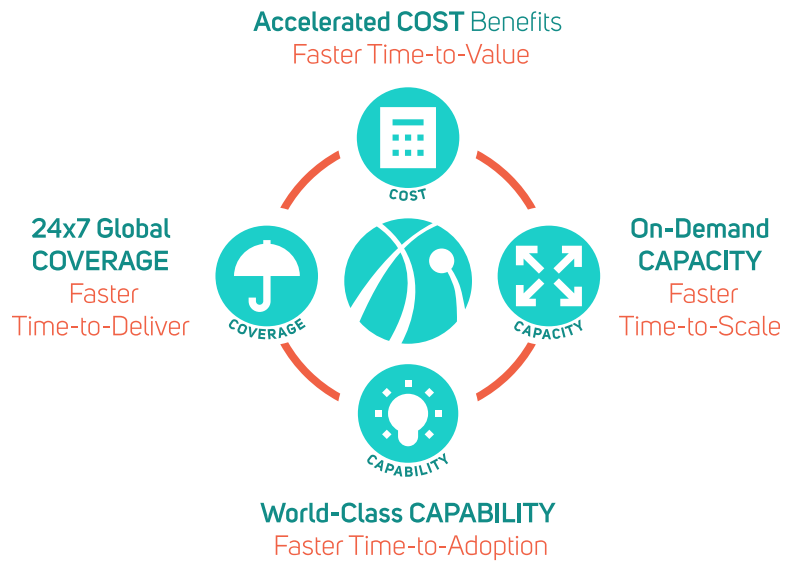 Accelerated COST Benefits
Faster Time-to-Value
COST
24x7 Global
COVERAGE
Faster
Time-to-Deliver
COVERAGE
On-Demand
CAPACITY
Faster
Time-to-Scale
CAPACITY
CAPABILITY
World-Class CAPABILITY
Faster Time-to-Adoption